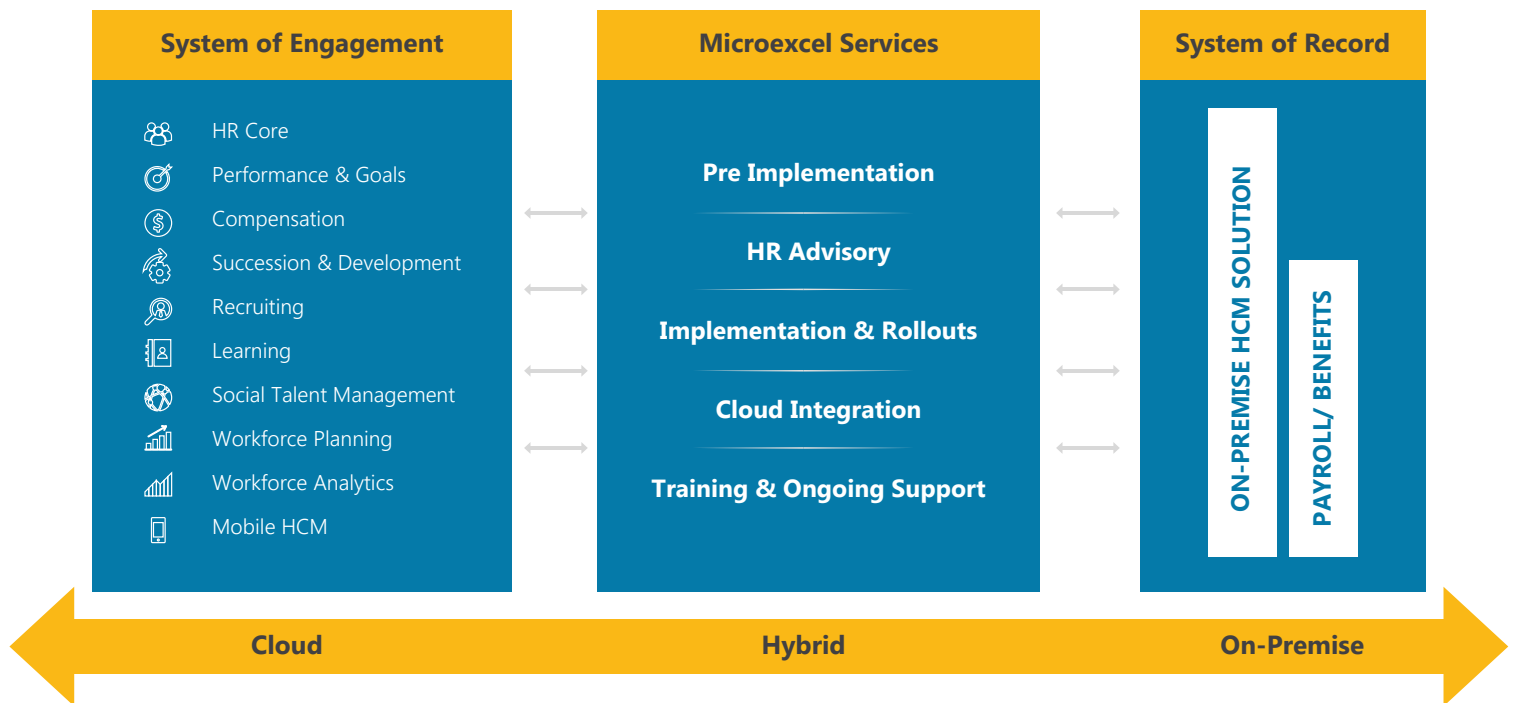 System of Engagement
HR Core
Performance & Goals
Compensation
Succession & Development
Recruiting
Learning
Social Talent Management
Workforce Planning
Workforce Analytics
Mobile HCM
Microexcel Services
Pre Implementation
HR Advisory
Implementation & Rollouts
Cloud Integration
Training & Ongoing Support
System of Record
ON-PREMISE HCM SOLUTION
PAYROLL/ BENEFITS
Cloud
Hybrid
On-Premise